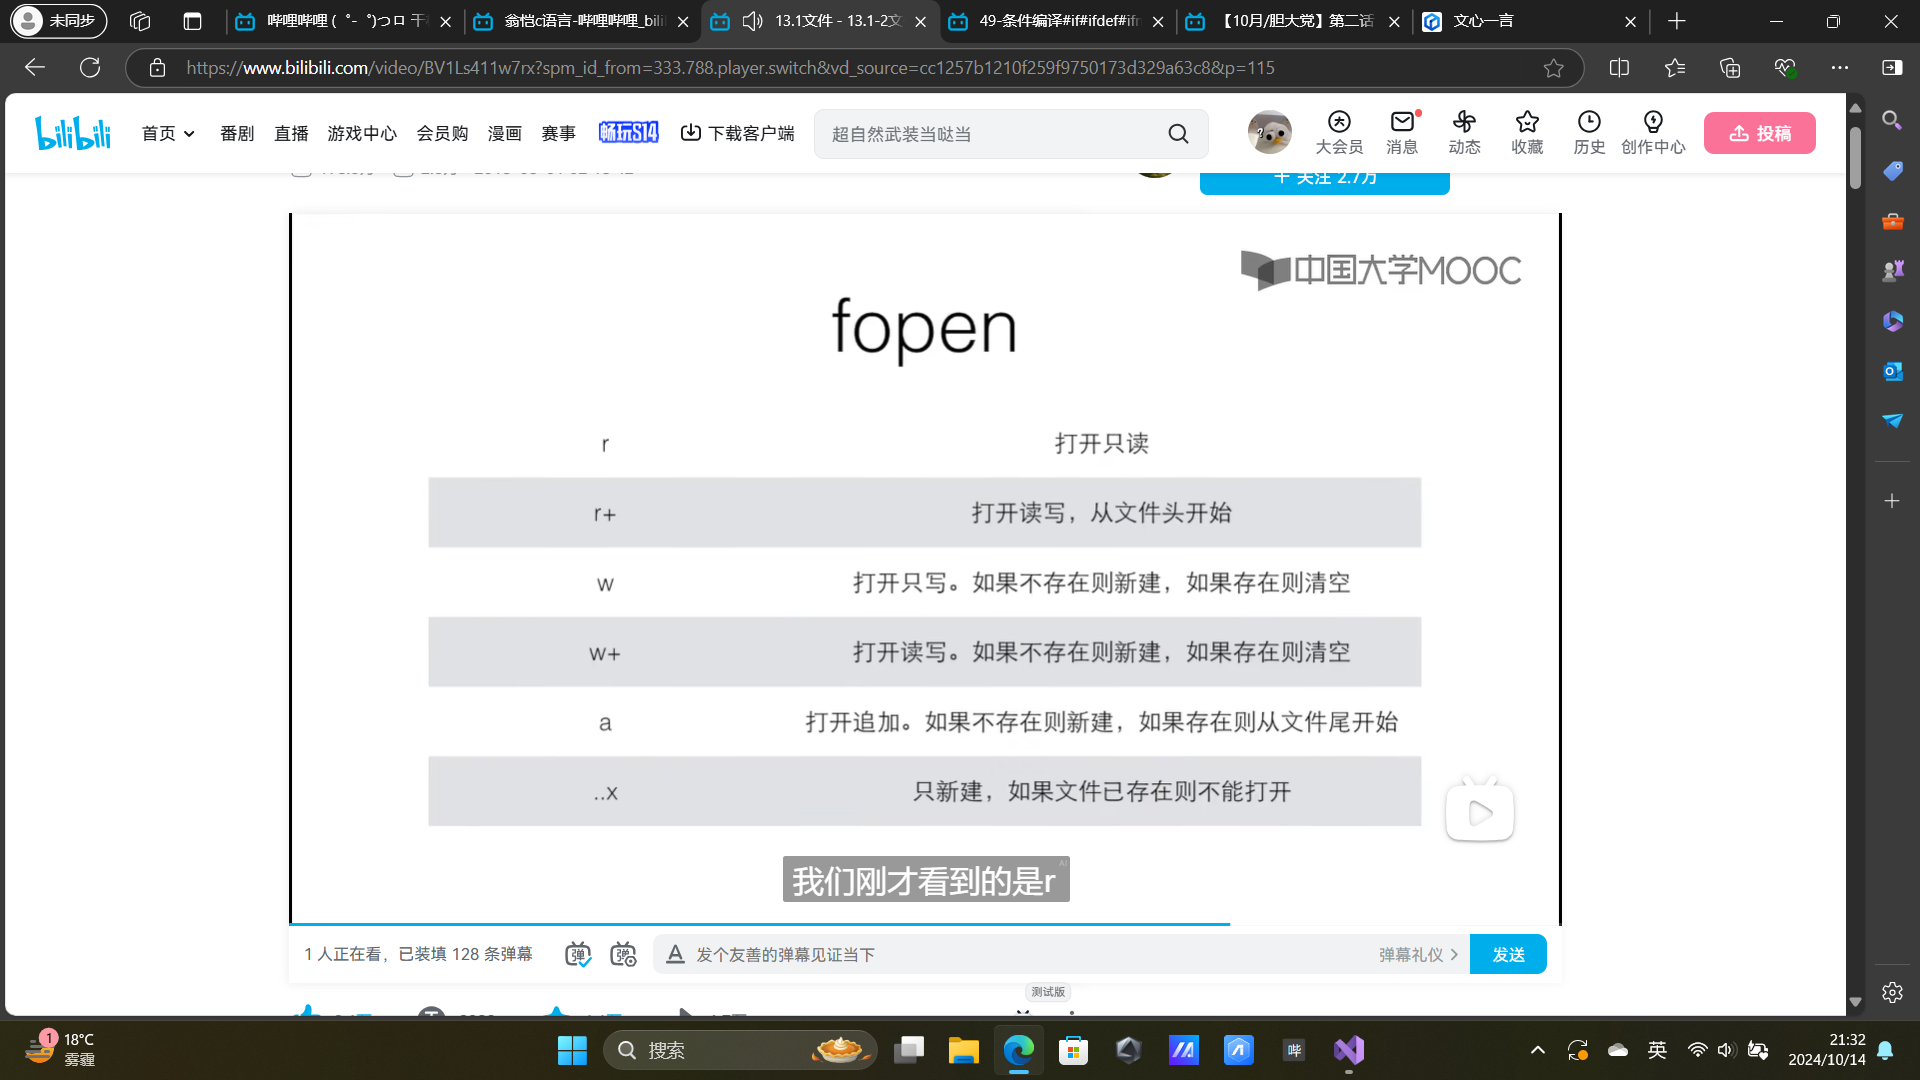 未同步
哔哩哔哩 (゜-゜)つロ 干
翁恺c语言-哔哩哔哩_bili
13.1文件 - 13.1-2文
49-条件编译#if#ifdef#ifn
【10月/胆大党】第二话
文心一言
https://www.bilibili.com/video/BV1Ls411w7rx?spm_id_from=333.788.player.switch&vd_source=cc1257b1210f259f9750173d329a63c8&p=115
bilibili
首页
番剧
直播
游戏中心
会员购
漫画
赛事
畅玩S14
下载客户端
超自然武装当哒当
大会员
消息
动态
收藏
历史
创作中心
投稿
+ 关注 2.7万
中国大学MOOC
fopen
r 打开只读
r+ 打开读写，从文件头开始
w 打开只写。如果不存在则新建，如果存在则清空
w+ 打开读写。如果不存在则新建，如果存在则清空
a 打开追加。如果不存在则新建，如果存在则从文件尾开始
..x 只新建，如果文件已存在则不能打开
我们刚才看到的是r
AI
1 人正在看，已装填 128 条弹幕
弹
弹
A
发个友善的弹幕见证当下
弹幕礼仪
发送
测试版
1
18°C
雾霾
搜索
哔
英
21:32
2024/10/14